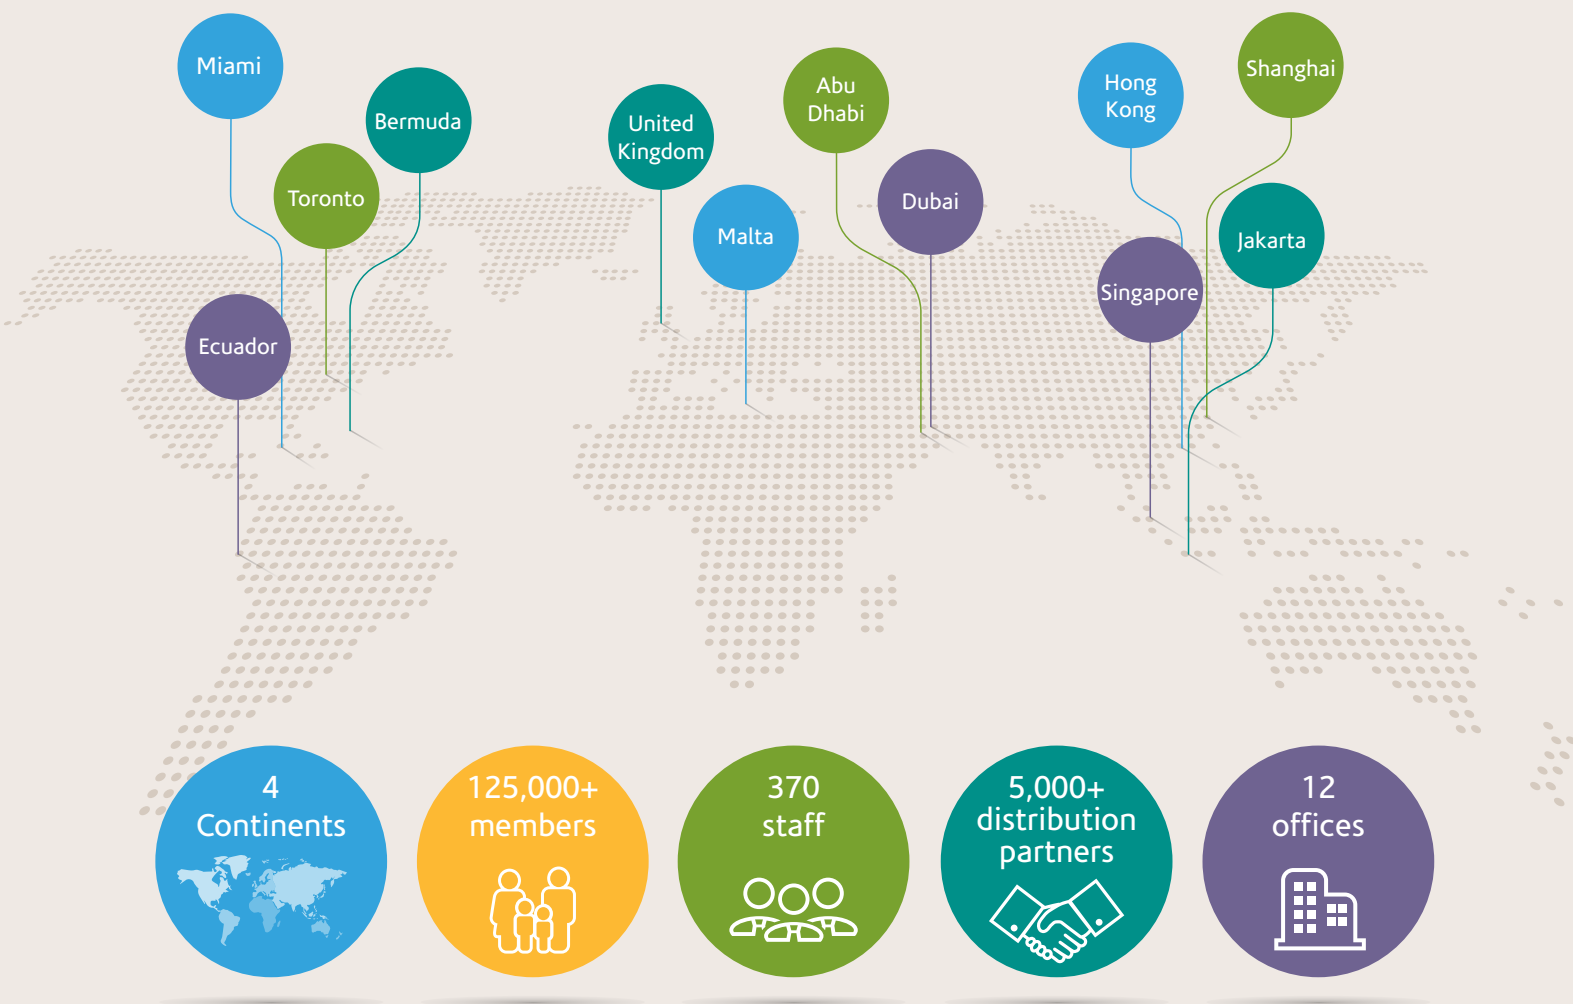 Miami
Toronto
Bermuda
Ecuador
United
Kingdom
Malta
Abu
Dhabi
Dubai
Hong
Kong
Singapore
Shanghai
Jakarta
4
Continents
125,000+
members
370
staff
5,000+
distribution
partners
12
offices